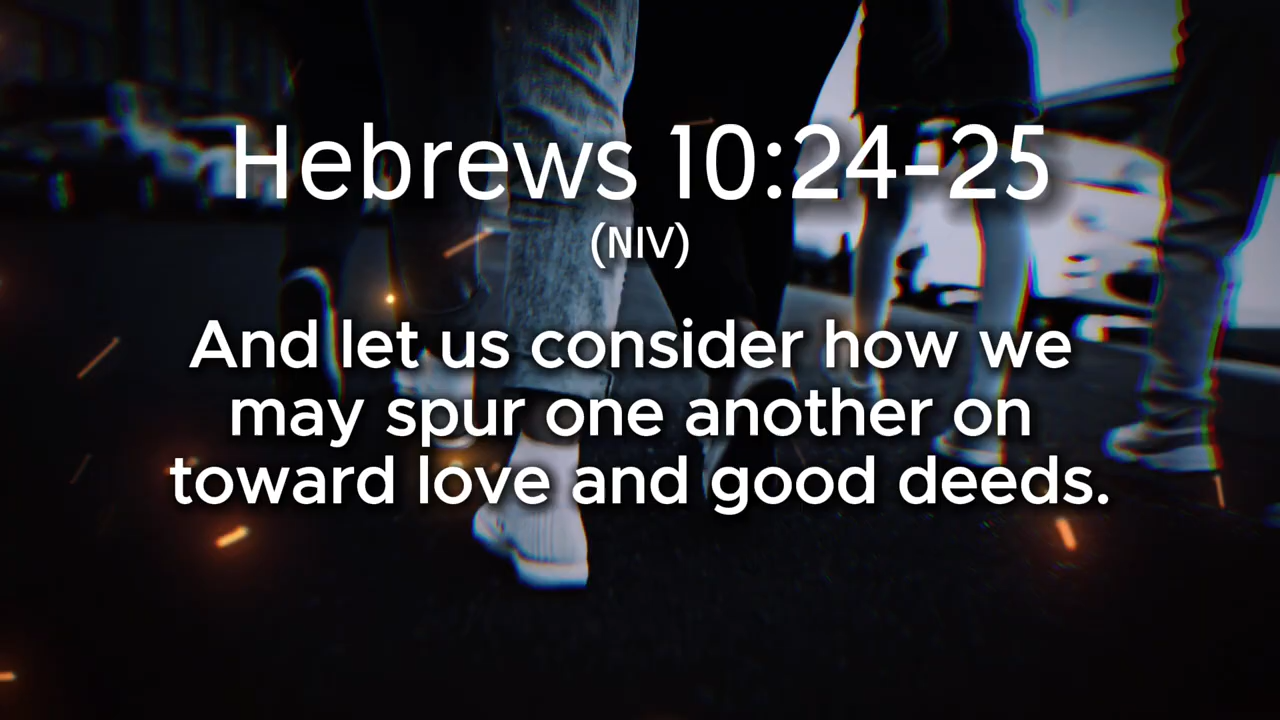 Hebrews 10:24-25
(NIV)
And let us consider how we
may spur one another on
toward love and good deeds.